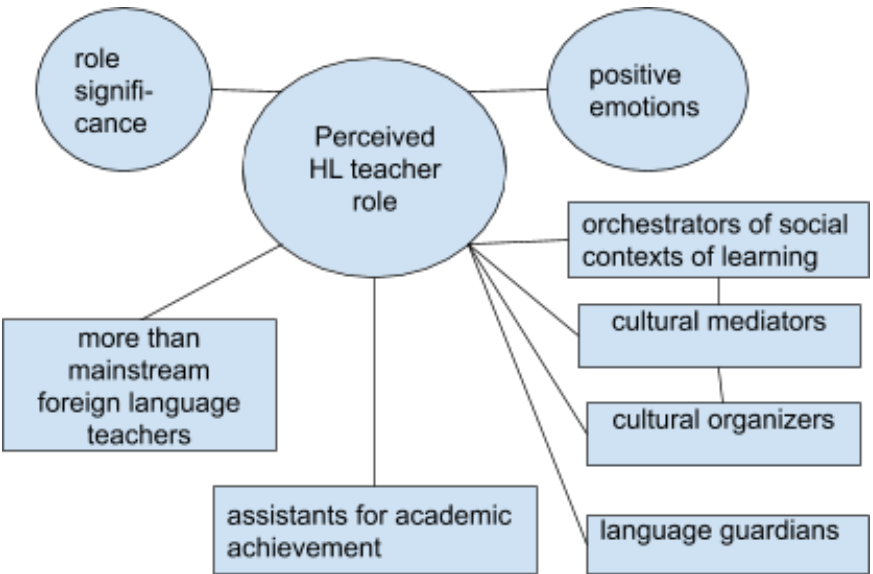 role
signifi-
cance
Perceived
HL teacher
role
positive
emotions
orchestrators of social
contexts of learning
cultural mediators
cultural organizers
language guardians
more than
mainstream
foreign language
teachers
assistants for academic
achievement